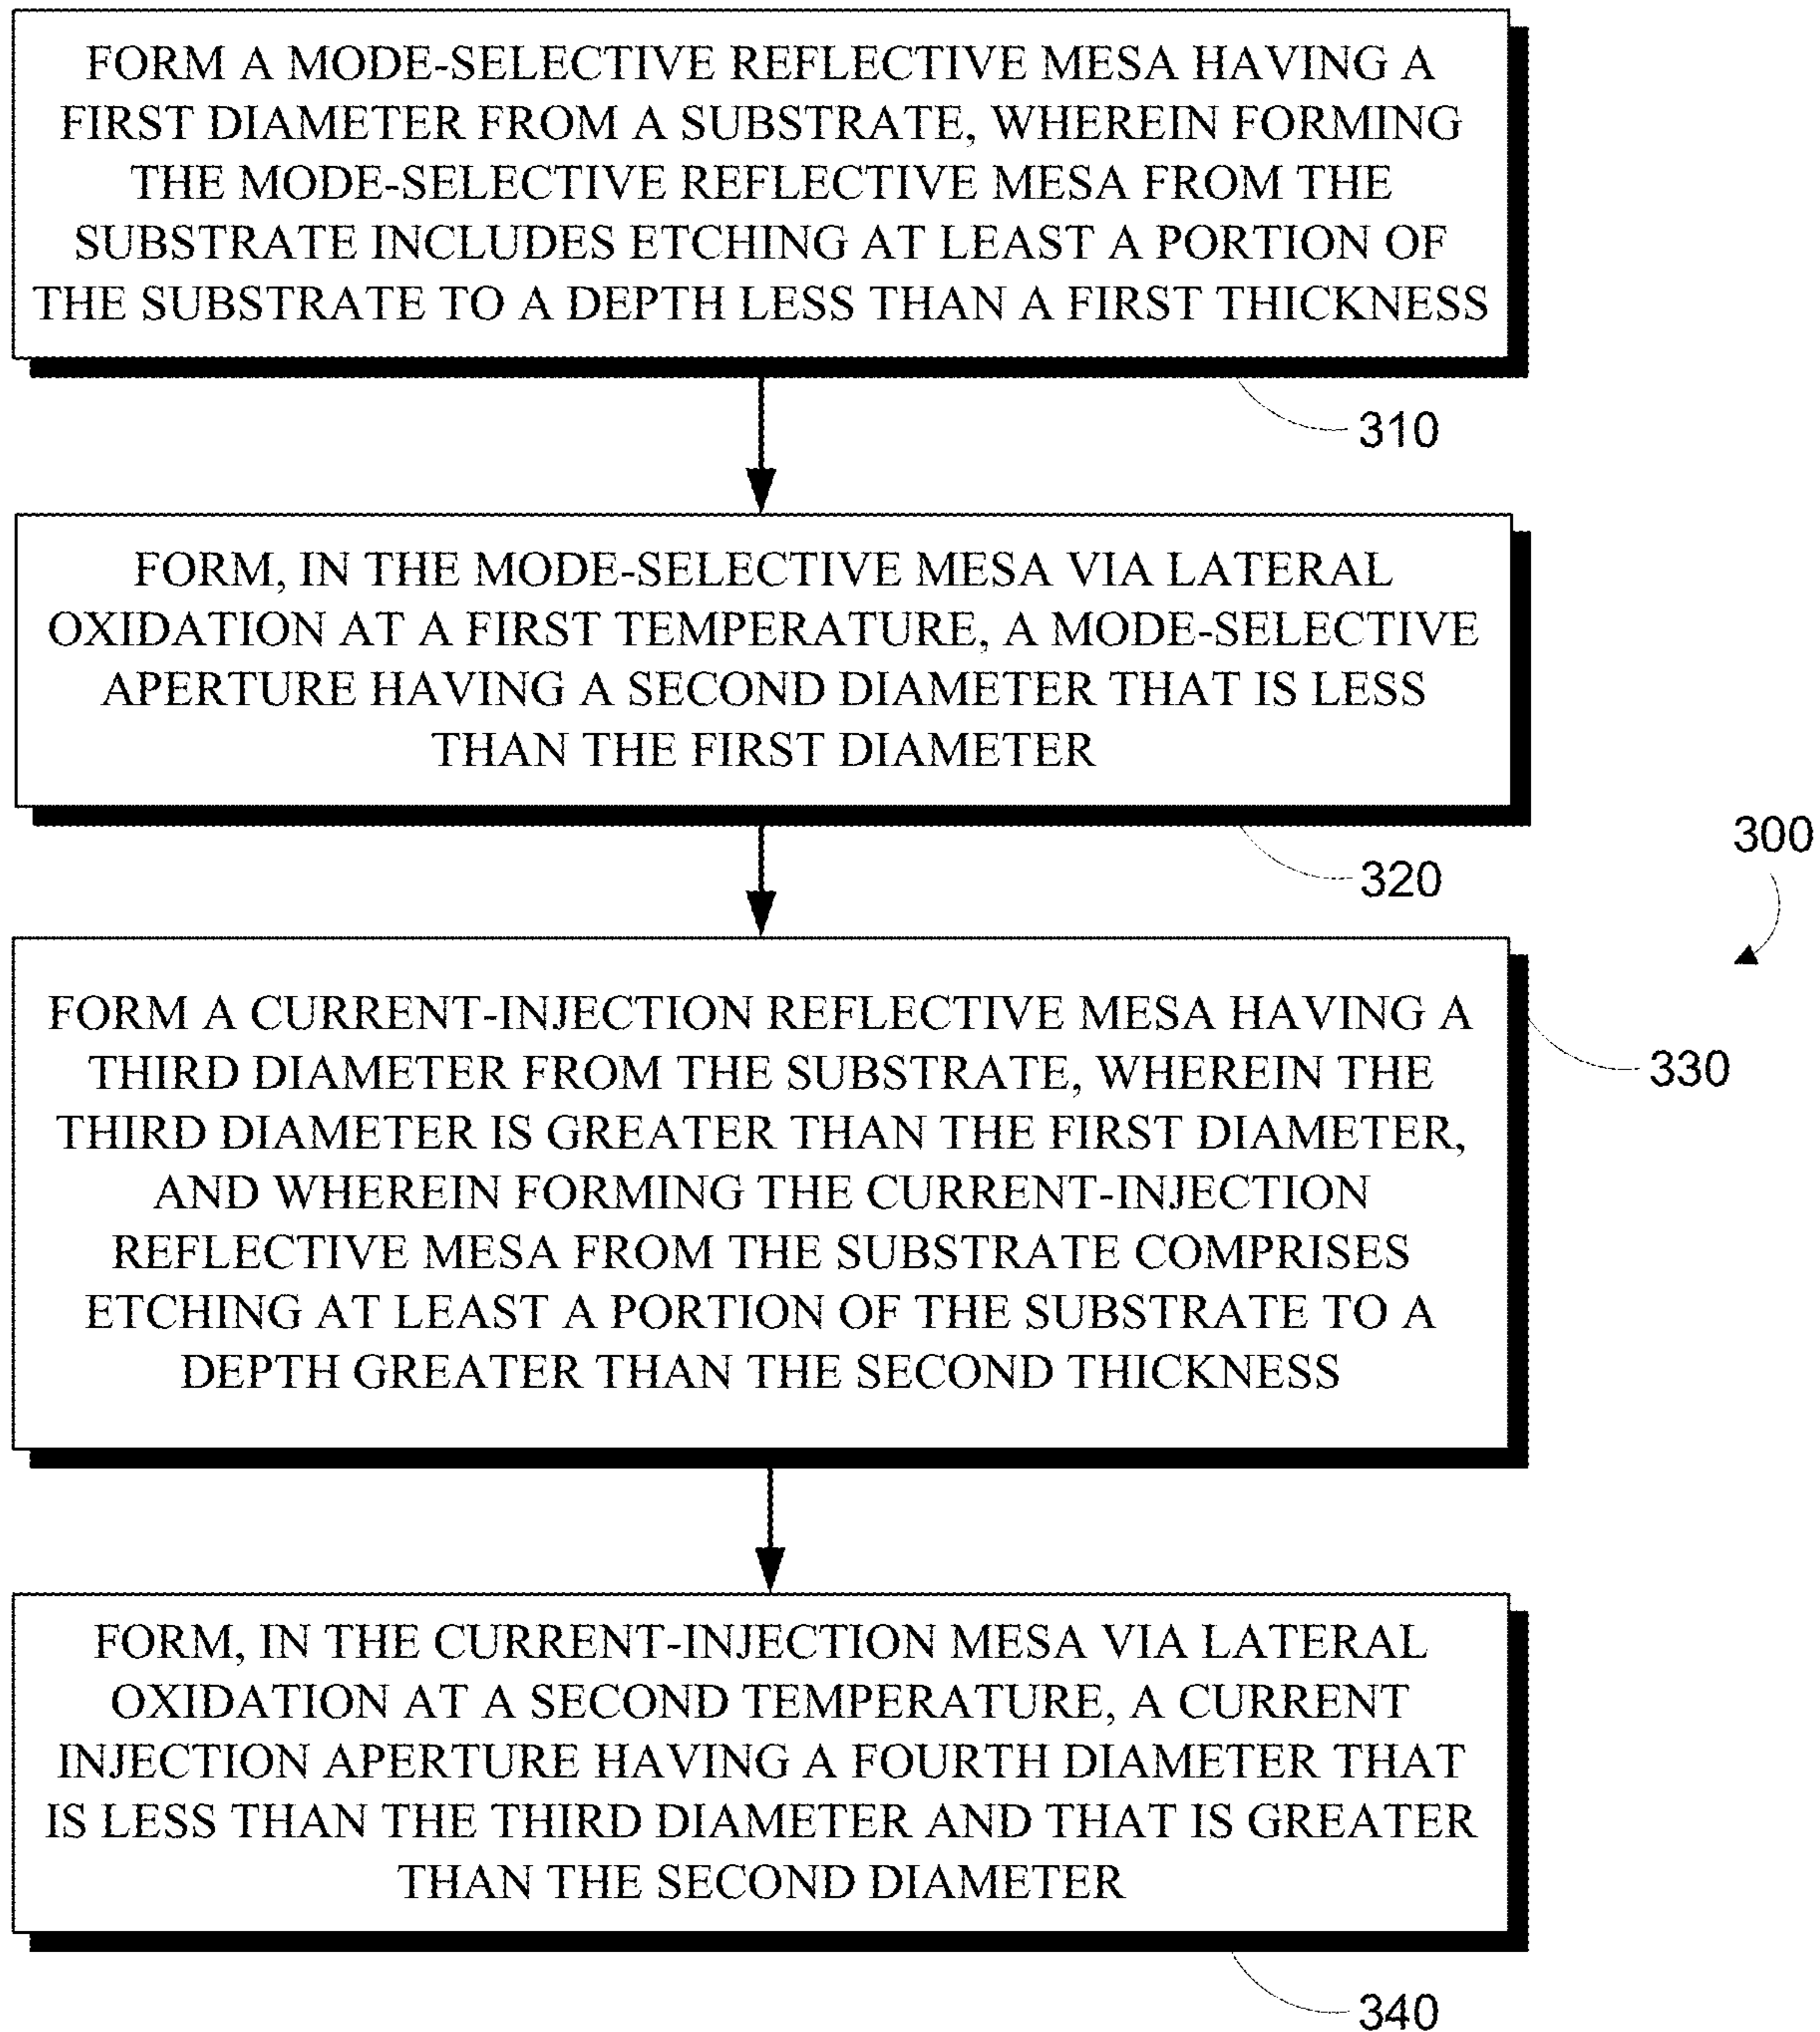 FORM A MODE-SELECTIVE REFLECTIVE MESA HAVING A
FIRST DIAMETER FROM A SUBSTRATE, WHEREIN FORMING
THE MODE-SELECTIVE REFLECTIVE MESA FROM THE
SUBSTRATE INCLUDES ETCHING AT LEAST A PORTION OF
THE SUBSTRATE TO A DEPTH LESS THAN A FIRST THICKNESS
310
FORM, IN THE MODE-SELECTIVE MESA VIA LATERAL
OXIDATION AT A FIRST TEMPERATURE, A MODE-SELECTIVE
APERTURE HAVING A SECOND DIAMETER THAT IS LESS
THAN THE FIRST DIAMETER
320
300
FORM A CURRENT-INJECTION REFLECTIVE MESA HAVING A
THIRD DIAMETER FROM THE SUBSTRATE, WHEREIN THE
THIRD DIAMETER IS GREATER THAN THE FIRST DIAMETER,
AND WHEREIN FORMING THE CURRENT-INJECTION
REFLECTIVE MESA FROM THE SUBSTRATE COMPRISES
ETCHING AT LEAST A PORTION OF THE SUBSTRATE TO A
DEPTH GREATER THAN THE SECOND THICKNESS
330
FORM, IN THE CURRENT-INJECTION MESA VIA LATERAL
OXIDATION AT A SECOND TEMPERATURE, A CURRENT
INJECTION APERTURE HAVING A FOURTH DIAMETER THAT
IS LESS THAN THE THIRD DIAMETER AND THAT IS GREATER
THAN THE SECOND DIAMETER
340